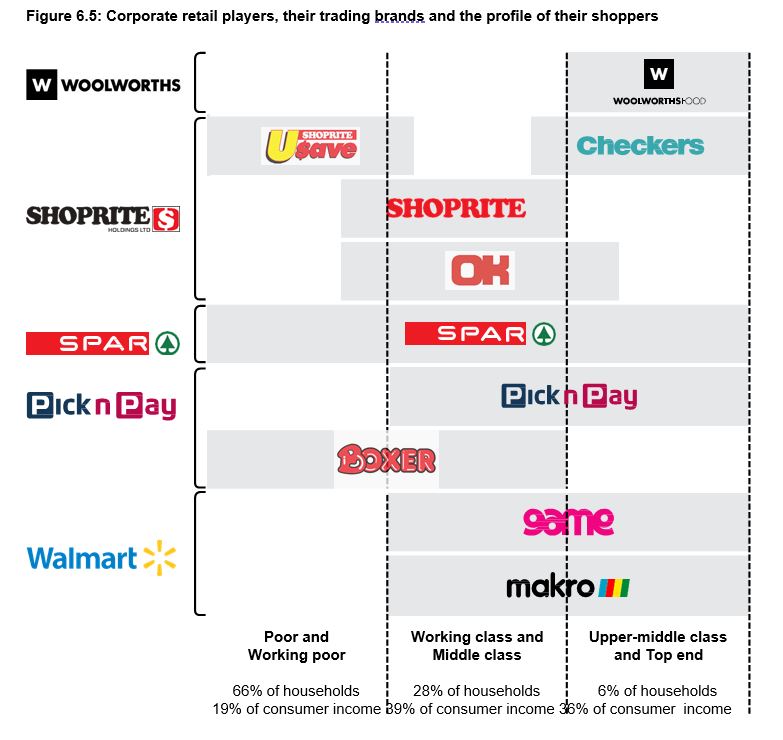 Figure 6.5: Corporate retail players, their trading brands and the profile of their shoppers
W WOOLWORTHS
W
WOOLWORTHS FOOD
SHOPRITE
Usave
Checkers
SHOPRITE S
HOLDINGS LTD
SHOPRITE
OK
SPAR
SPAR
Pick n Pay
Pick n Pay
BOXER
Walmart
game
makro
Poor and
Working poor
Working class and
Middle class
Upper-middle class
and Top end
66% of households
19% of consumer income
28% of households
39% of consumer income
6% of households
36% of consumer income